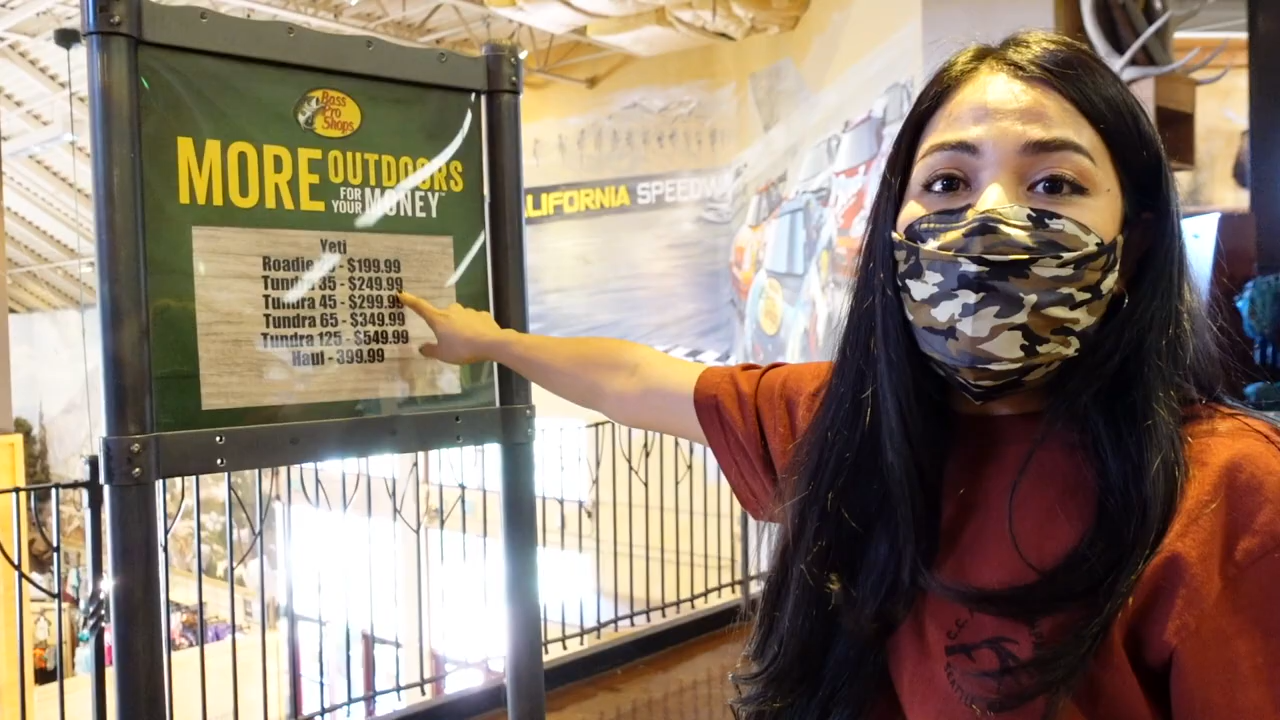 Bass
Pro
Shops
MORE OUTDOORS
FOR YOUR MONEY
Yeti
Roadie - $199.99
Tundra 35 - $249.99
Tundra 45 - $299.99
Tundra 65 - $349.99
Tundra 125 - $549.99
Haul - 399.99
LIFORNIA SPEEDW
C.C.